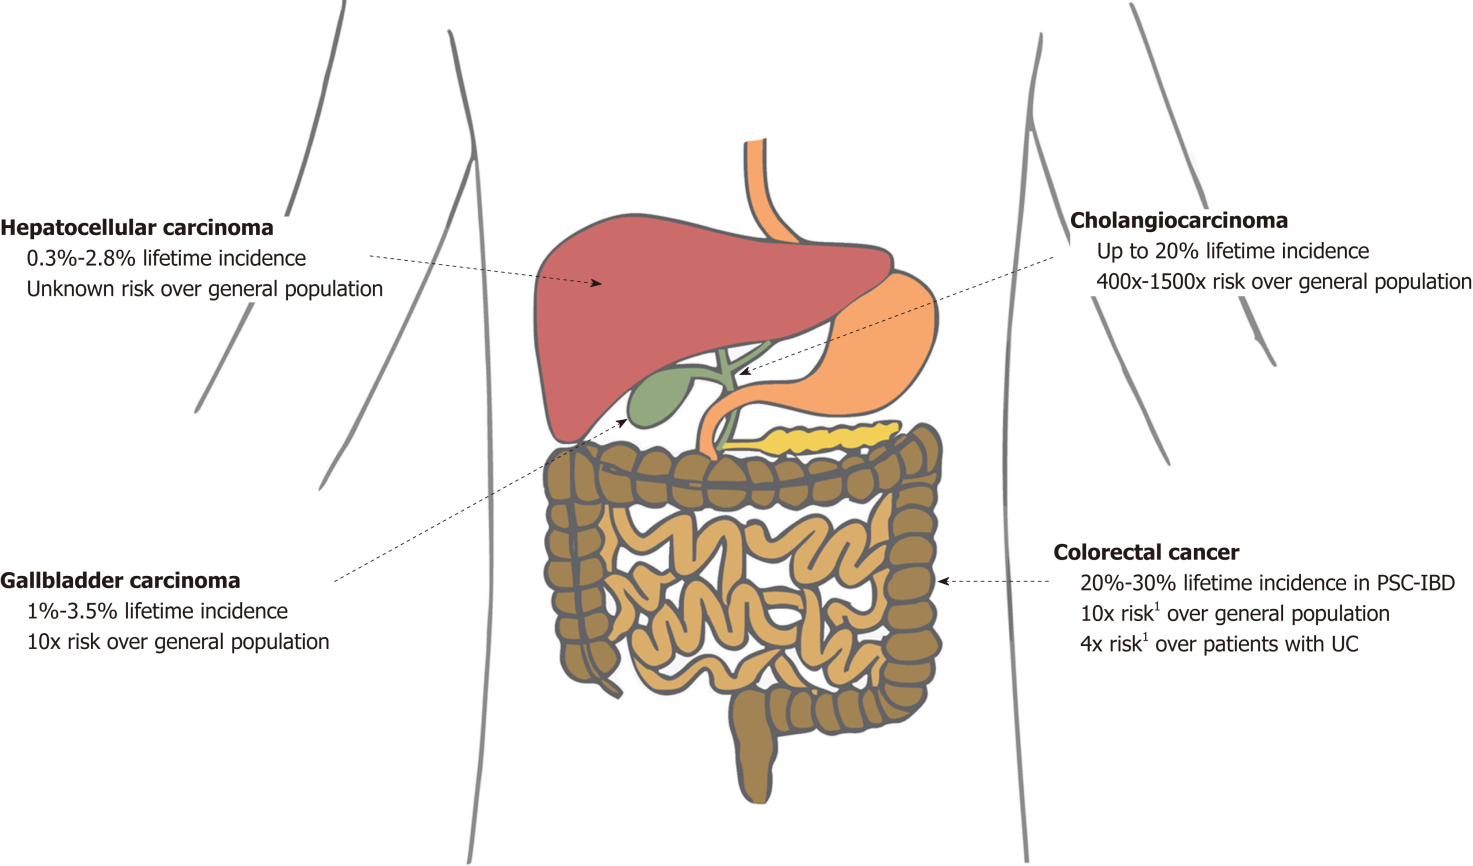 Hepatocellular carcinoma
0.3%-2.8% lifetime incidence
Unknown risk over general population
Cholangiocarcinoma
Up to 20% lifetime incidence
400x-1500x risk over general population
Gallbladder carcinoma
1%-3.5% lifetime incidence
10x risk over general population
Colorectal cancer
20%-30% lifetime incidence in PSC-IBD
10x risk¹ over general population
4x risk¹ over patients with UC